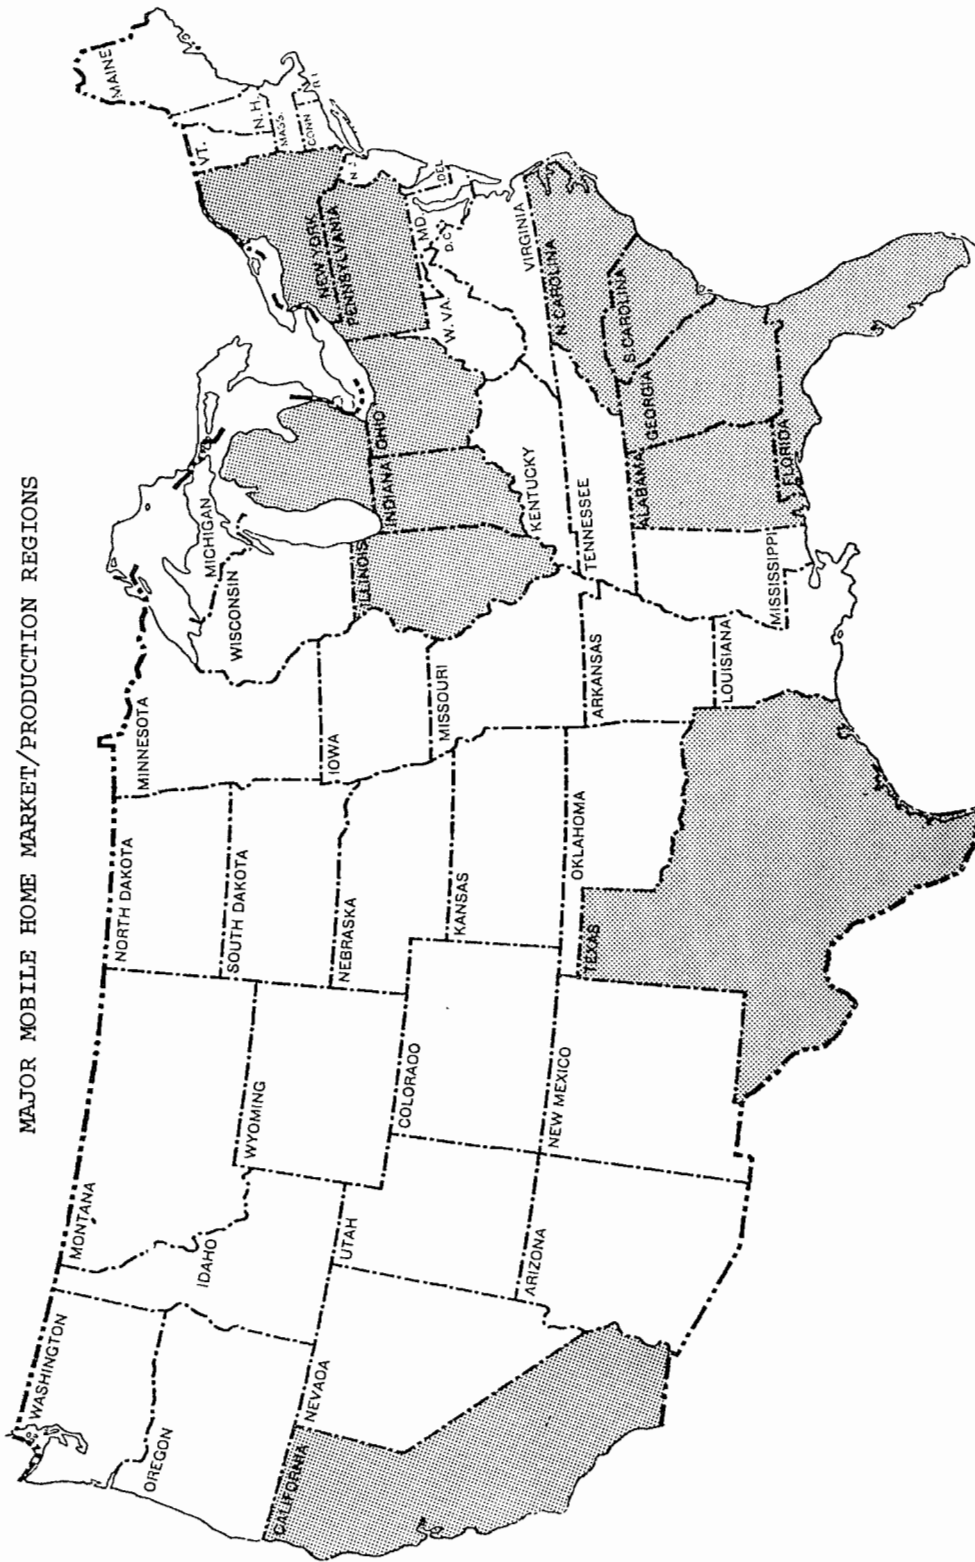 MAJOR MOBILE HOME MARKET/PRODUCTION REGIONS
WASHINGTON
MONTANA
NORTH DAKOTA
MINNESOTA
MICHIGAN
VT.
MAINE
N.H.
MASS.
CONN
R.I
OREGON
IDAHO
WYOMING
SOUTH DAKOTA
WISCONSIN
NEW YORK
PENNSYLVANIA
N J
NEBRASKA
IOWA
ILLINOIS
INDIANA
OHIO
MD.
DEL
D.C.
W. VA.
CALIFORNIA
NEVAOA
UTAH
COLORAOO
KANSAS
MISSOURI
KENTUCKY
VIRGINIA
N.CAROLINA
ARIZONA
NEW MEXICO
TEXAS
OKLAHOMA
ARKANSAS
TENNESSEE
S.CAROLINA
ALABAMA
GEORGIA
LOUISIANA
MISSISSIPPI
FLORIDA